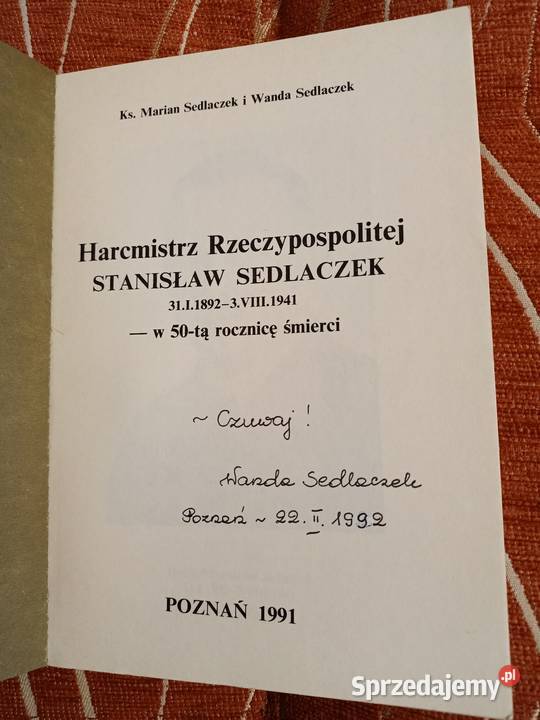 Ks. Marian Sedlaczek i Wanda Sedlaczek
Harcmistrz Rzeczypospolitej
STANISŁAW SEDLACZEK
31.I.1892–3.VIII.1941
— w 50-tą rocznicę śmierci
~ Czuwaj!
Wanda Sedlaczek
Poznań ~ 22. II. 1992
POZNAŃ 1991
Sprzedajemy.pl